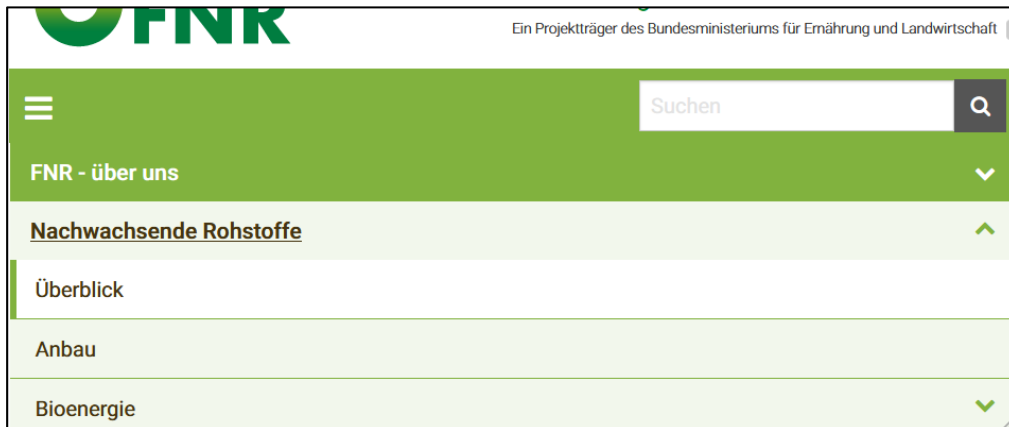 FNR
Ein Projektträger des Bundesministeriums für Ernährung und Landwirtschaft
Suchen
FNR - über uns
Nachwachsende Rohstoffe
Überblick
Anbau
Bioenergie